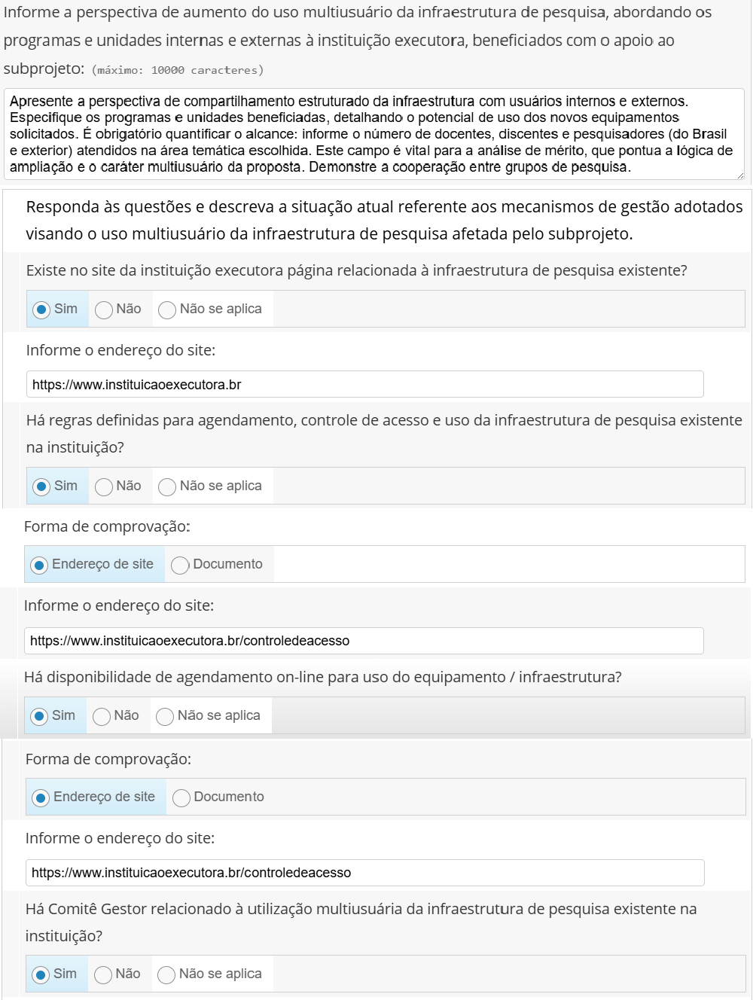 Informe a perspectiva de aumento do uso multiusuário da infraestrutura de pesquisa, abordando os
programas e unidades internas e externas à instituição executora, beneficiados com o apoio ao
subprojeto: (máximo: 10000 caracteres)
Apresente a perspectiva de compartilhamento estruturado da infraestrutura com usuários internos e externos.
Especifique os programas e unidades beneficiadas, detalhando o potencial de uso dos novos equipamentos
solicitados. É obrigatório quantificar o alcance: informe o número de docentes, discentes e pesquisadores (do Brasil
e exterior) atendidos na área temática escolhida. Este campo é vital para a análise de mérito, que pontua a lógica de
ampliação e o caráter multiusuário da proposta. Demonstre a cooperação entre grupos de pesquisa.
Responda às questões e descreva a situação atual referente aos mecanismos de gestão adotados
visando o uso multiusuário da infraestrutura de pesquisa afetada pelo subprojeto.
Existe no site da instituição executora página relacionada à infraestrutura de pesquisa existente?
Sim Não Não se aplica
Informe o endereço do site:
https://www.instituicaoexecutora.br
Há regras definidas para agendamento, controle de acesso e uso da infraestrutura de pesquisa existente
na instituição?
Sim Não Não se aplica
Forma de comprovação:
Endereço de site Documento
Informe o endereço do site:
https://www.instituicaoexecutora.br/controledeacesso
Há disponibilidade de agendamento on-line para uso do equipamento / infraestrutura?
Sim Não Não se aplica
Forma de comprovação:
Endereço de site Documento
Informe o endereço do site:
https://www.instituicaoexecutora.br/controledeacesso
Há Comitê Gestor relacionado à utilização multiusuária da infraestrutura de pesquisa existente na
instituição?
Sim Não Não se aplica